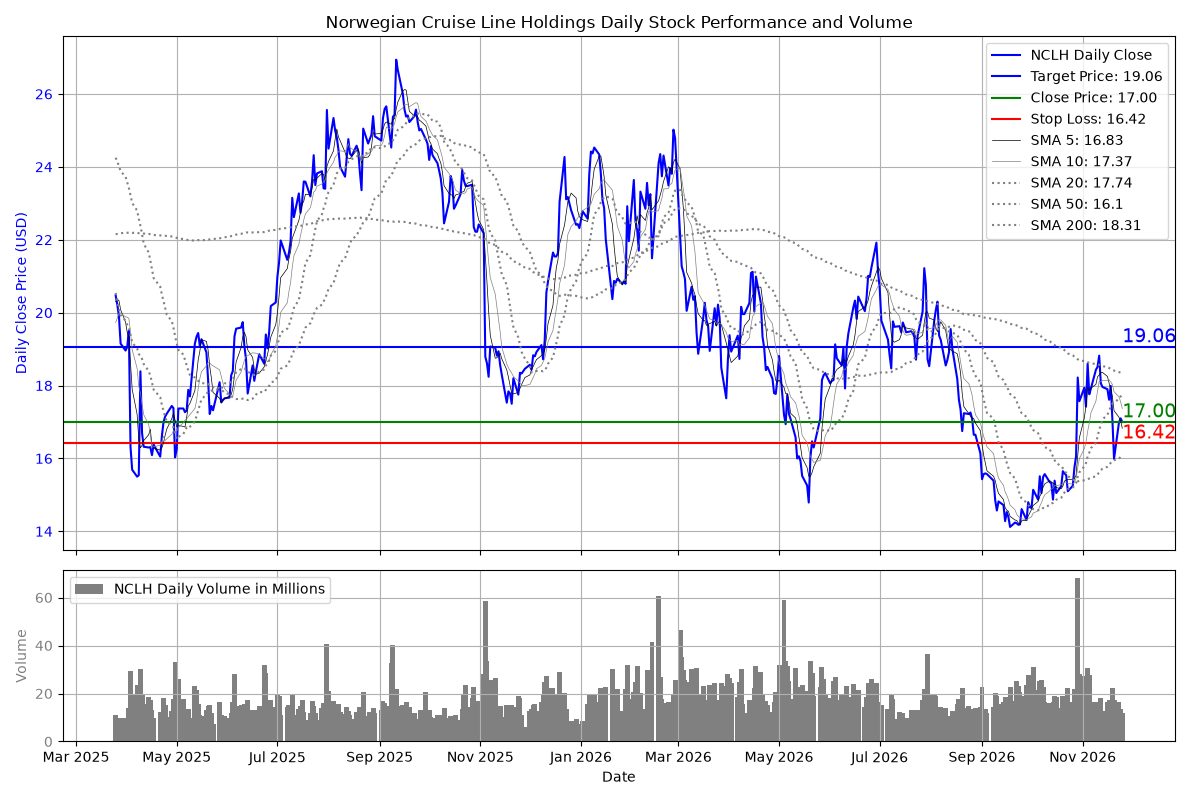 Norwegian Cruise Line Holdings Daily Stock Performance and Volume
Daily Close Price (USD)
26
24
22
20
18
16
14
NCLH Daily Close
Target Price: 19.06
Close Price: 17.00
Stop Loss: 16.42
SMA 5: 16.83
SMA 10: 17.37
SMA 20: 17.74
SMA 50: 16.1
SMA 200: 18.31
19.06
17.00
16.42
Volume
60
40
20
0
NCLH Daily Volume in Millions
Mar 2025 May 2025 Jul 2025 Sep 2025 Nov 2025 Jan 2026 Mar 2026 May 2026 Jul 2026 Sep 2026 Nov 2026
Date